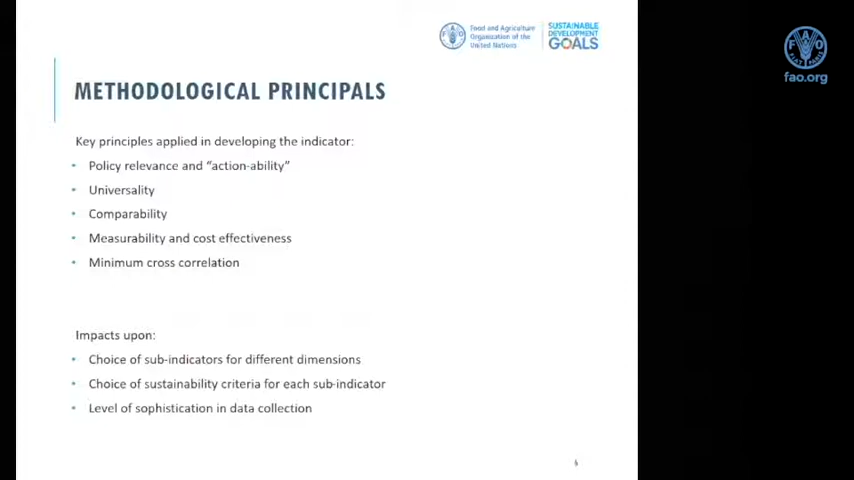 Food and Agriculture
Organization of the
United Nations
SUSTAINABLE
DEVELOPMENT
GOALS
fao.org
METHODOLOGICAL PRINCIPALS
Key principles applied in developing the indicator:
• Policy relevance and “action-ability”
• Universality
• Comparability
• Measurability and cost effectiveness
• Minimum cross correlation
Impacts upon:
• Choice of sub-indicators for different dimensions
• Choice of sustainability criteria for each sub-indicator
• Level of sophistication in data collection